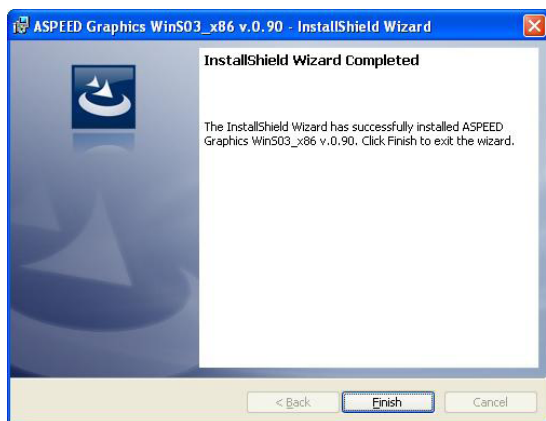 ASPEED Graphics WinS03_x86 v.0.90 - InstallShield Wizard
InstallShield Wizard Completed
The InstallShield Wizard has successfully installed ASPEED
Graphics WinS03_x86 v.0.90. Click Finish to exit the wizard.
< Back
Finish
Cancel